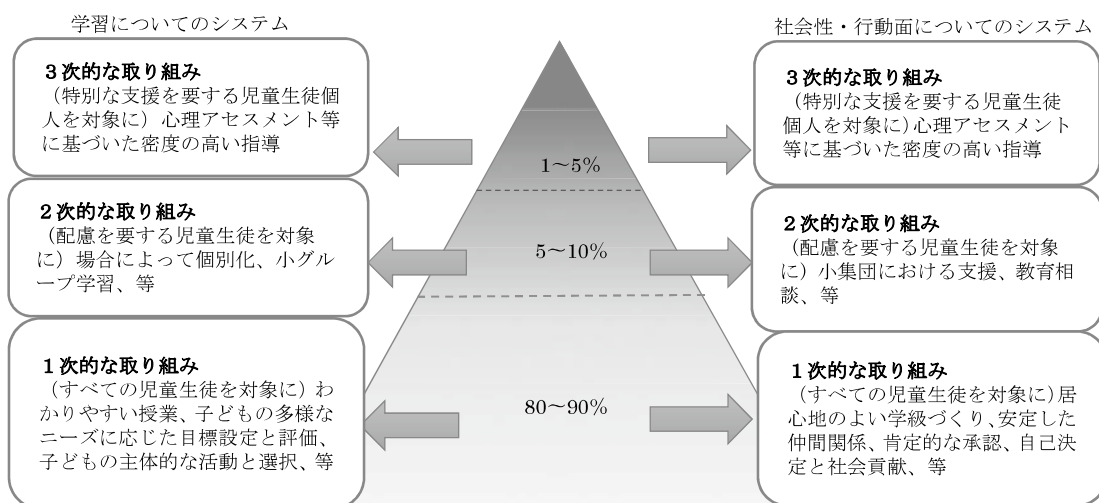 学習についてのシステム
３次的な取り組み
（特別な支援を要する児童生徒個
人を対象に）心理アセスメント等
に基づいた密度の高い指導
２次的な取り組み
（配慮を要する児童生徒を対象
に）場合によって個別化、小グル
ープ学習、等
１次的な取り組み
（すべての児童生徒を対象に）わ
かりやすい授業、子どもの多様な
ニーズに応じた目標設定と評価、
子どもの主体的な活動と選択、等
1～5%
5～10%
80～90%
社会性・行動面についてのシステム
３次的な取り組み
（特別な支援を要する児童生徒
個人を対象に）心理アセスメント
等に基づいた密度の高い指導
２次的な取り組み
（配慮を要する児童生徒を対象
に）小集団における支援、教育相
談、等
１次的な取り組み
（すべての児童生徒を対象に）居
心地のよい学級づくり、安定した
仲間関係、肯定的な承認、自己決
定と社会貢献、等